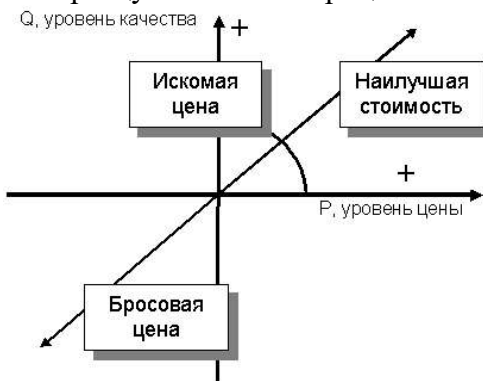 Q, уровень качества
+
Искомая
цена
Наилучшая
стоимость
+
P, уровень цены
Бросовая
цена